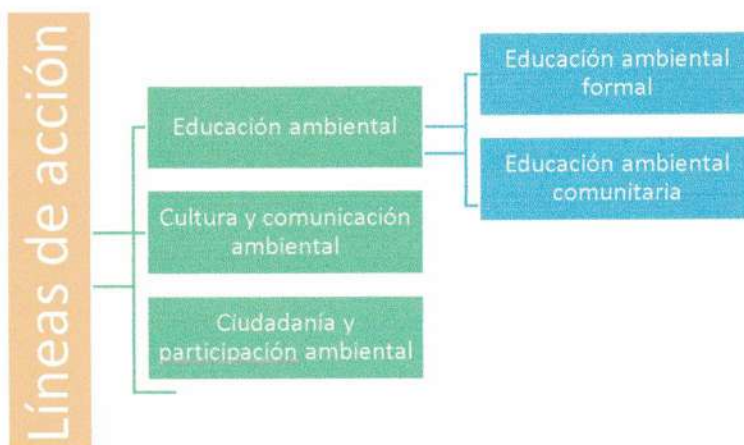 Líneas de acción
Educación ambiental
Cultura y comunicación
ambiental
Ciudadanía y
participación ambiental
Educación ambiental
formal
Educación ambiental
comunitaria